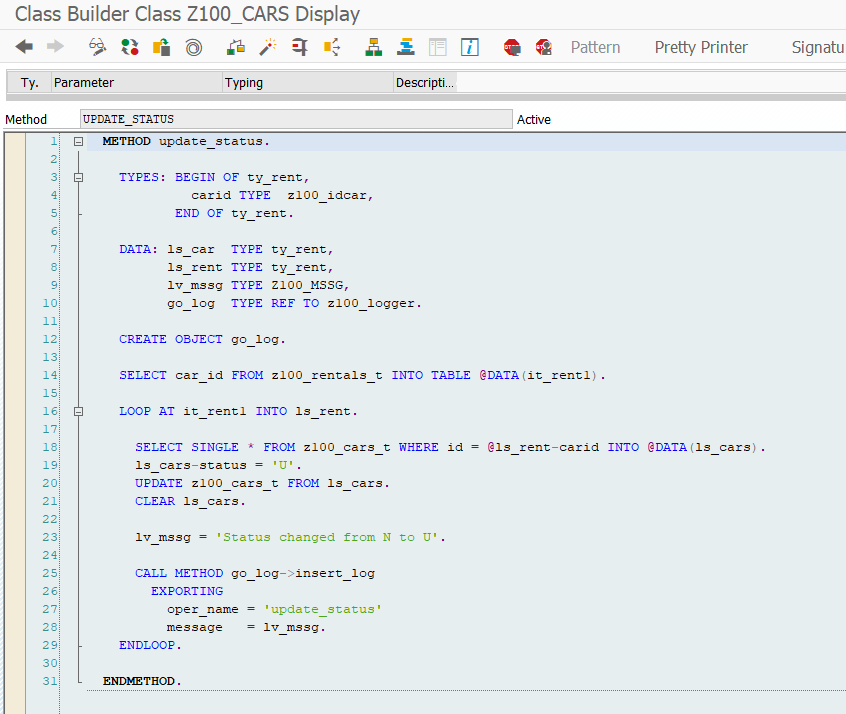 Class Builder Class Z100_CARS Display
Pattern Pretty Printer Signatu
Ty. Parameter Typing Descripti...
Method UPDATE_STATUS Active
1 METHOD update_status.
2
3 TYPES: BEGIN OF ty_rent,
4 carid TYPE z100_idcar,
5 END OF ty_rent.
6
7 DATA: ls_car TYPE ty_rent,
8 ls_rent TYPE ty_rent,
9 lv_mssg TYPE Z100_MSSG,
10 go_log TYPE REF TO z100_logger.
11
12 CREATE OBJECT go_log.
13
14 SELECT car_id FROM z100_rentals_t INTO TABLE @DATA(it_rent1).
15
16 LOOP AT it_rent1 INTO ls_rent.
17
18 SELECT SINGLE * FROM z100_cars_t WHERE id = @ls_rent-carid INTO @DATA(ls_cars).
19 ls_cars-status = 'U'.
20 UPDATE z100_cars_t FROM ls_cars.
21 CLEAR ls_cars.
22
23 lv_mssg = 'Status changed from N to U'.
24
25 CALL METHOD go_log->insert_log
26 EXPORTING
27 oper_name = 'update_status'
28 message = lv_mssg.
29 ENDLOOP.
30
31 ENDMETHOD.